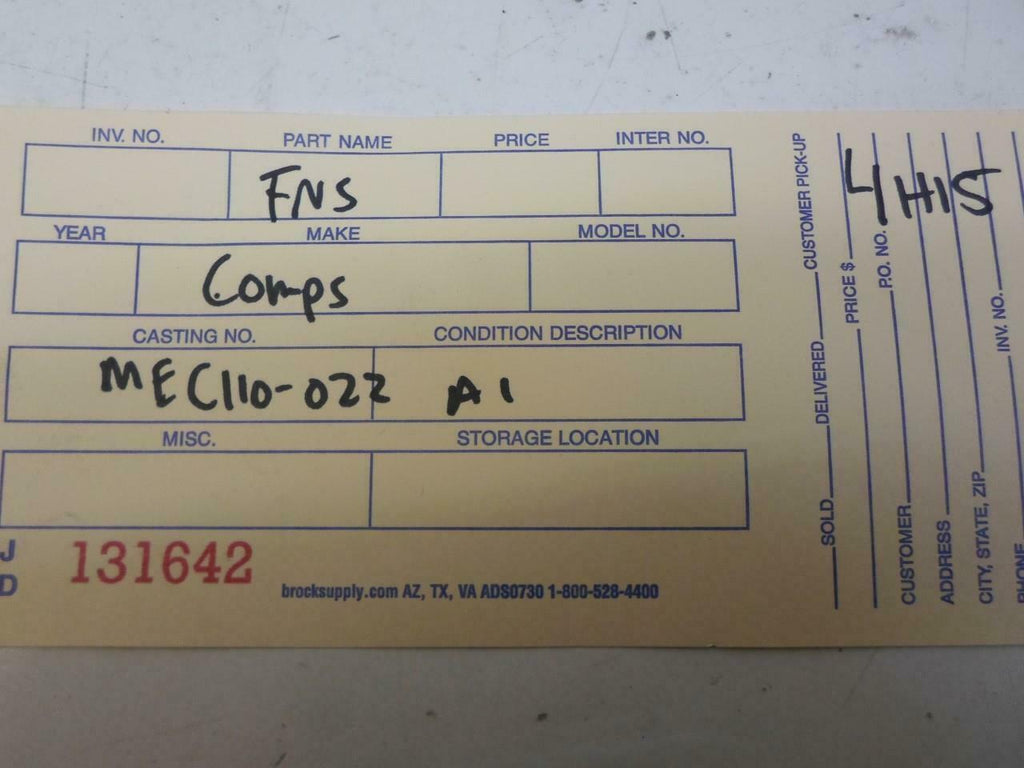 INV. NO. PART NAME PRICE INTER NO.
FNS
YEAR MAKE MODEL NO.
Comps
CASTING NO. CONDITION DESCRIPTION
MEC110-022 A1
MISC. STORAGE LOCATION
J
D
131642
brocksupply.com AZ, TX, VA ADS0730 1-800-528-4400
SOLD DELIVERED CUSTOMER PICK-UP
PRICE $
P.O. NO.
CUSTOMER
ADDRESS
CITY, STATE, ZIP
INV. NO.
PHONE
4H15